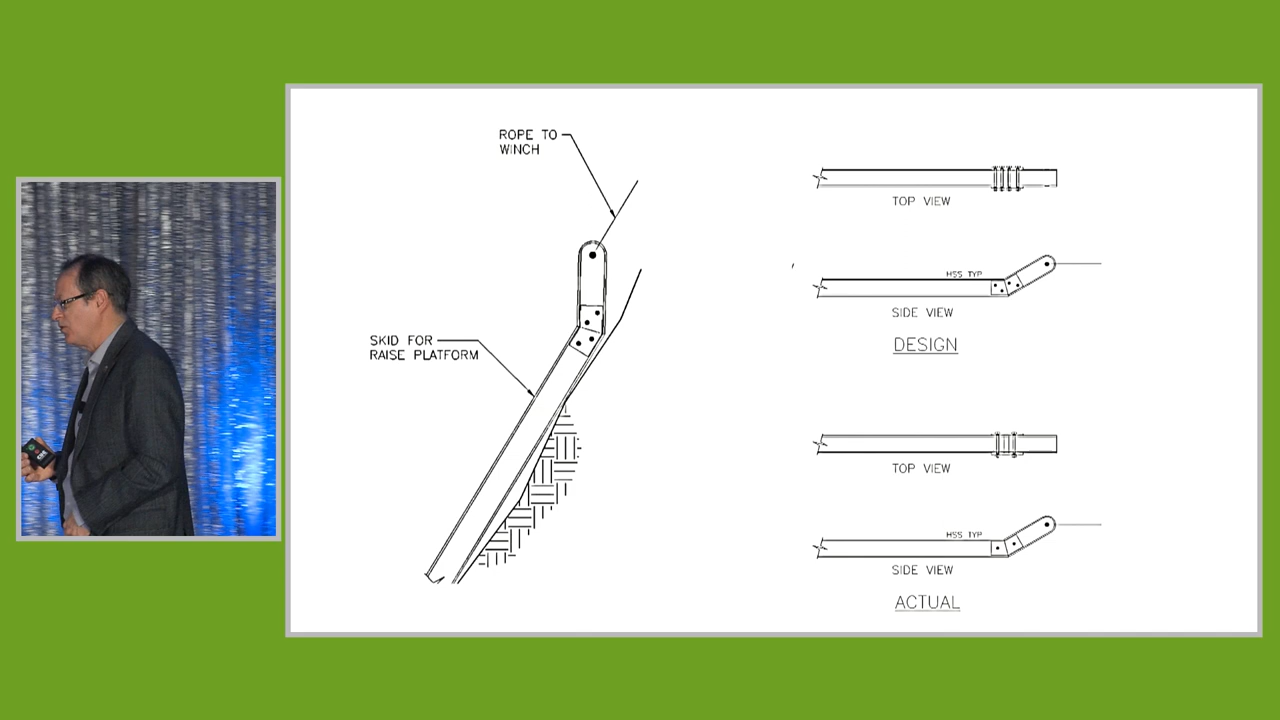 ROPE TO
WINCH
SKID FOR
RAISE PLATFORM
TOP VIEW
HSS TYP
SIDE VIEW
DESIGN
TOP VIEW
HSS TYP
SIDE VIEW
ACTUAL